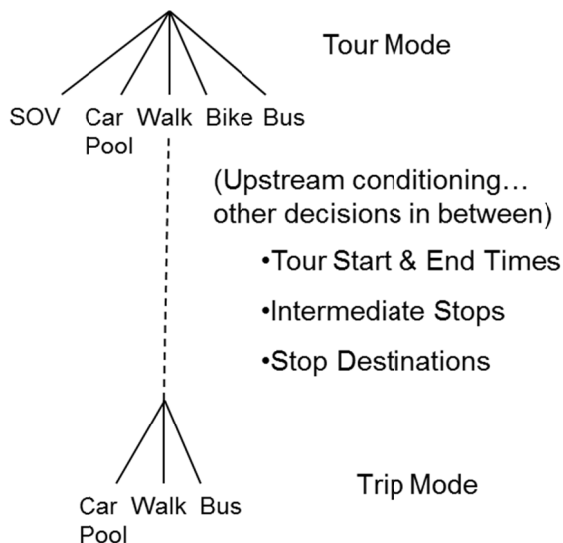 Tour Mode
SOV Car Walk Bike Bus
Pool
(Upstream conditioning…
other decisions in between)
•Tour Start & End Times
•Intermediate Stops
•Stop Destinations
Trip Mode
Car Walk Bus
Pool